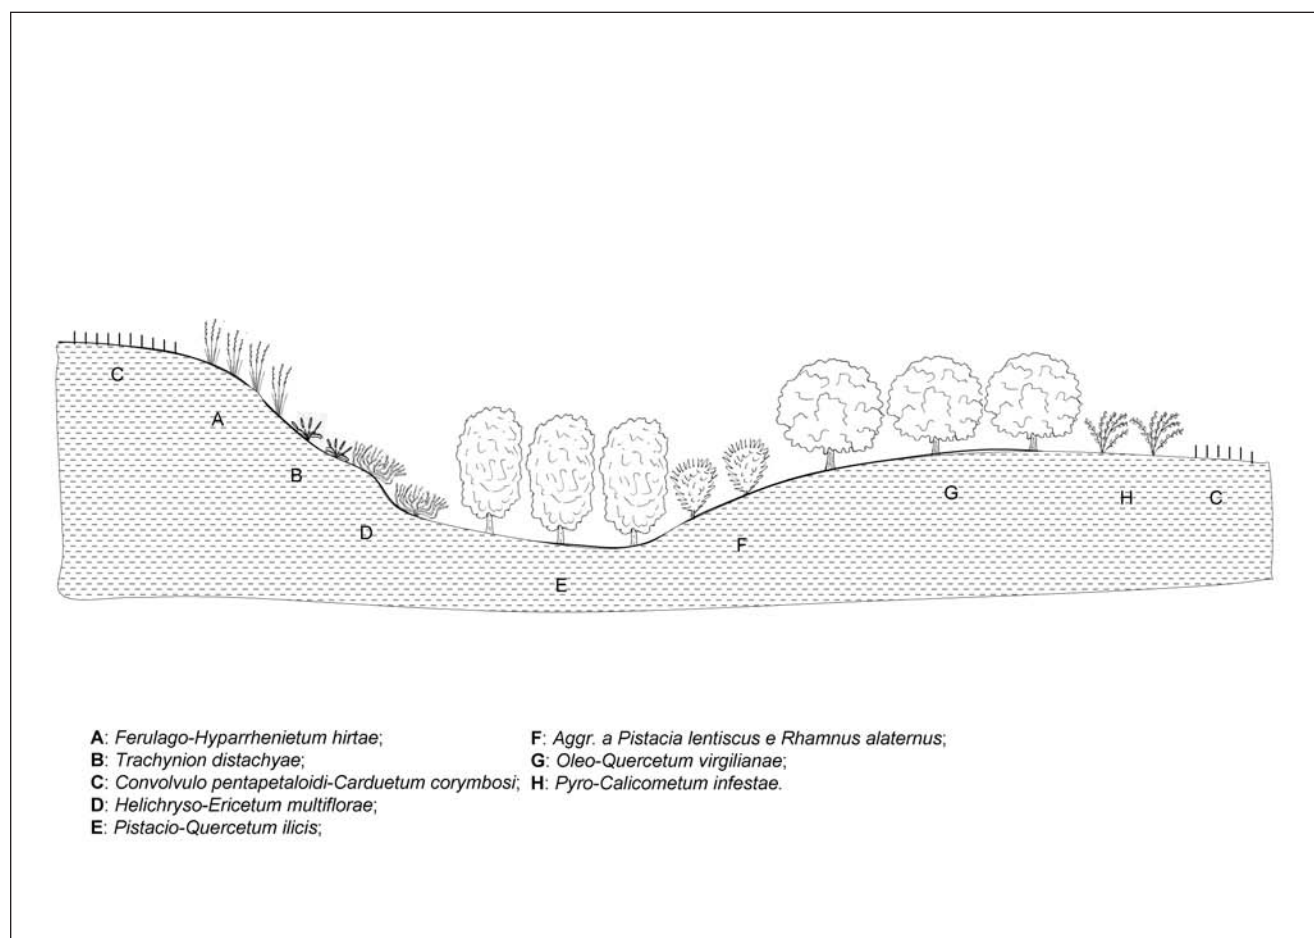 C
A
B
D
E
F
G
H
C
A: Ferulago-Hyparrhenietum hirtae;
B: Trachynion distachyae;
C: Convolvulo pentapetaloidi-Carduetum corymbosi;
D: Helichryso-Ericetum multiflorae;
E: Pistacio-Quercetum ilicis;
F: Aggr. a Pistacia lentiscus e Rhamnus alaternus;
G: Oleo-Quercetum virgilianae;
H: Pyro-Calicometum infestae.